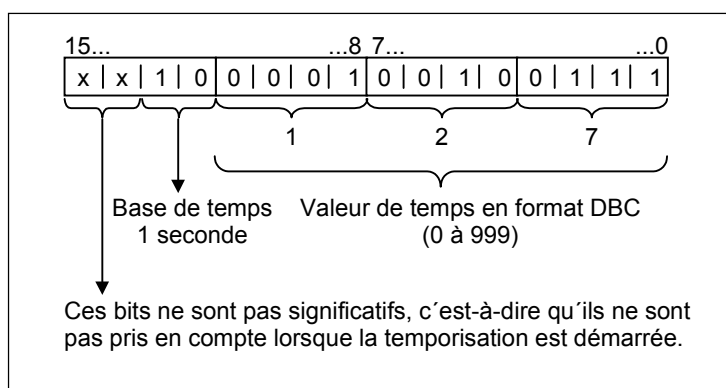 15... ...8 7... ...0
x | x | 1 | 0 | 0 | 0 | 0 | 1 | 0 | 0 | 1 | 0 | 0 | 1 | 1 | 1
1 2 7
Base de temps Valeur de temps en format DBC
1 seconde (0 à 999)
Ces bits ne sont pas significatifs, c´est-à-dire qu´ils ne sont
pas pris en compte lorsque la temporisation est démarrée.